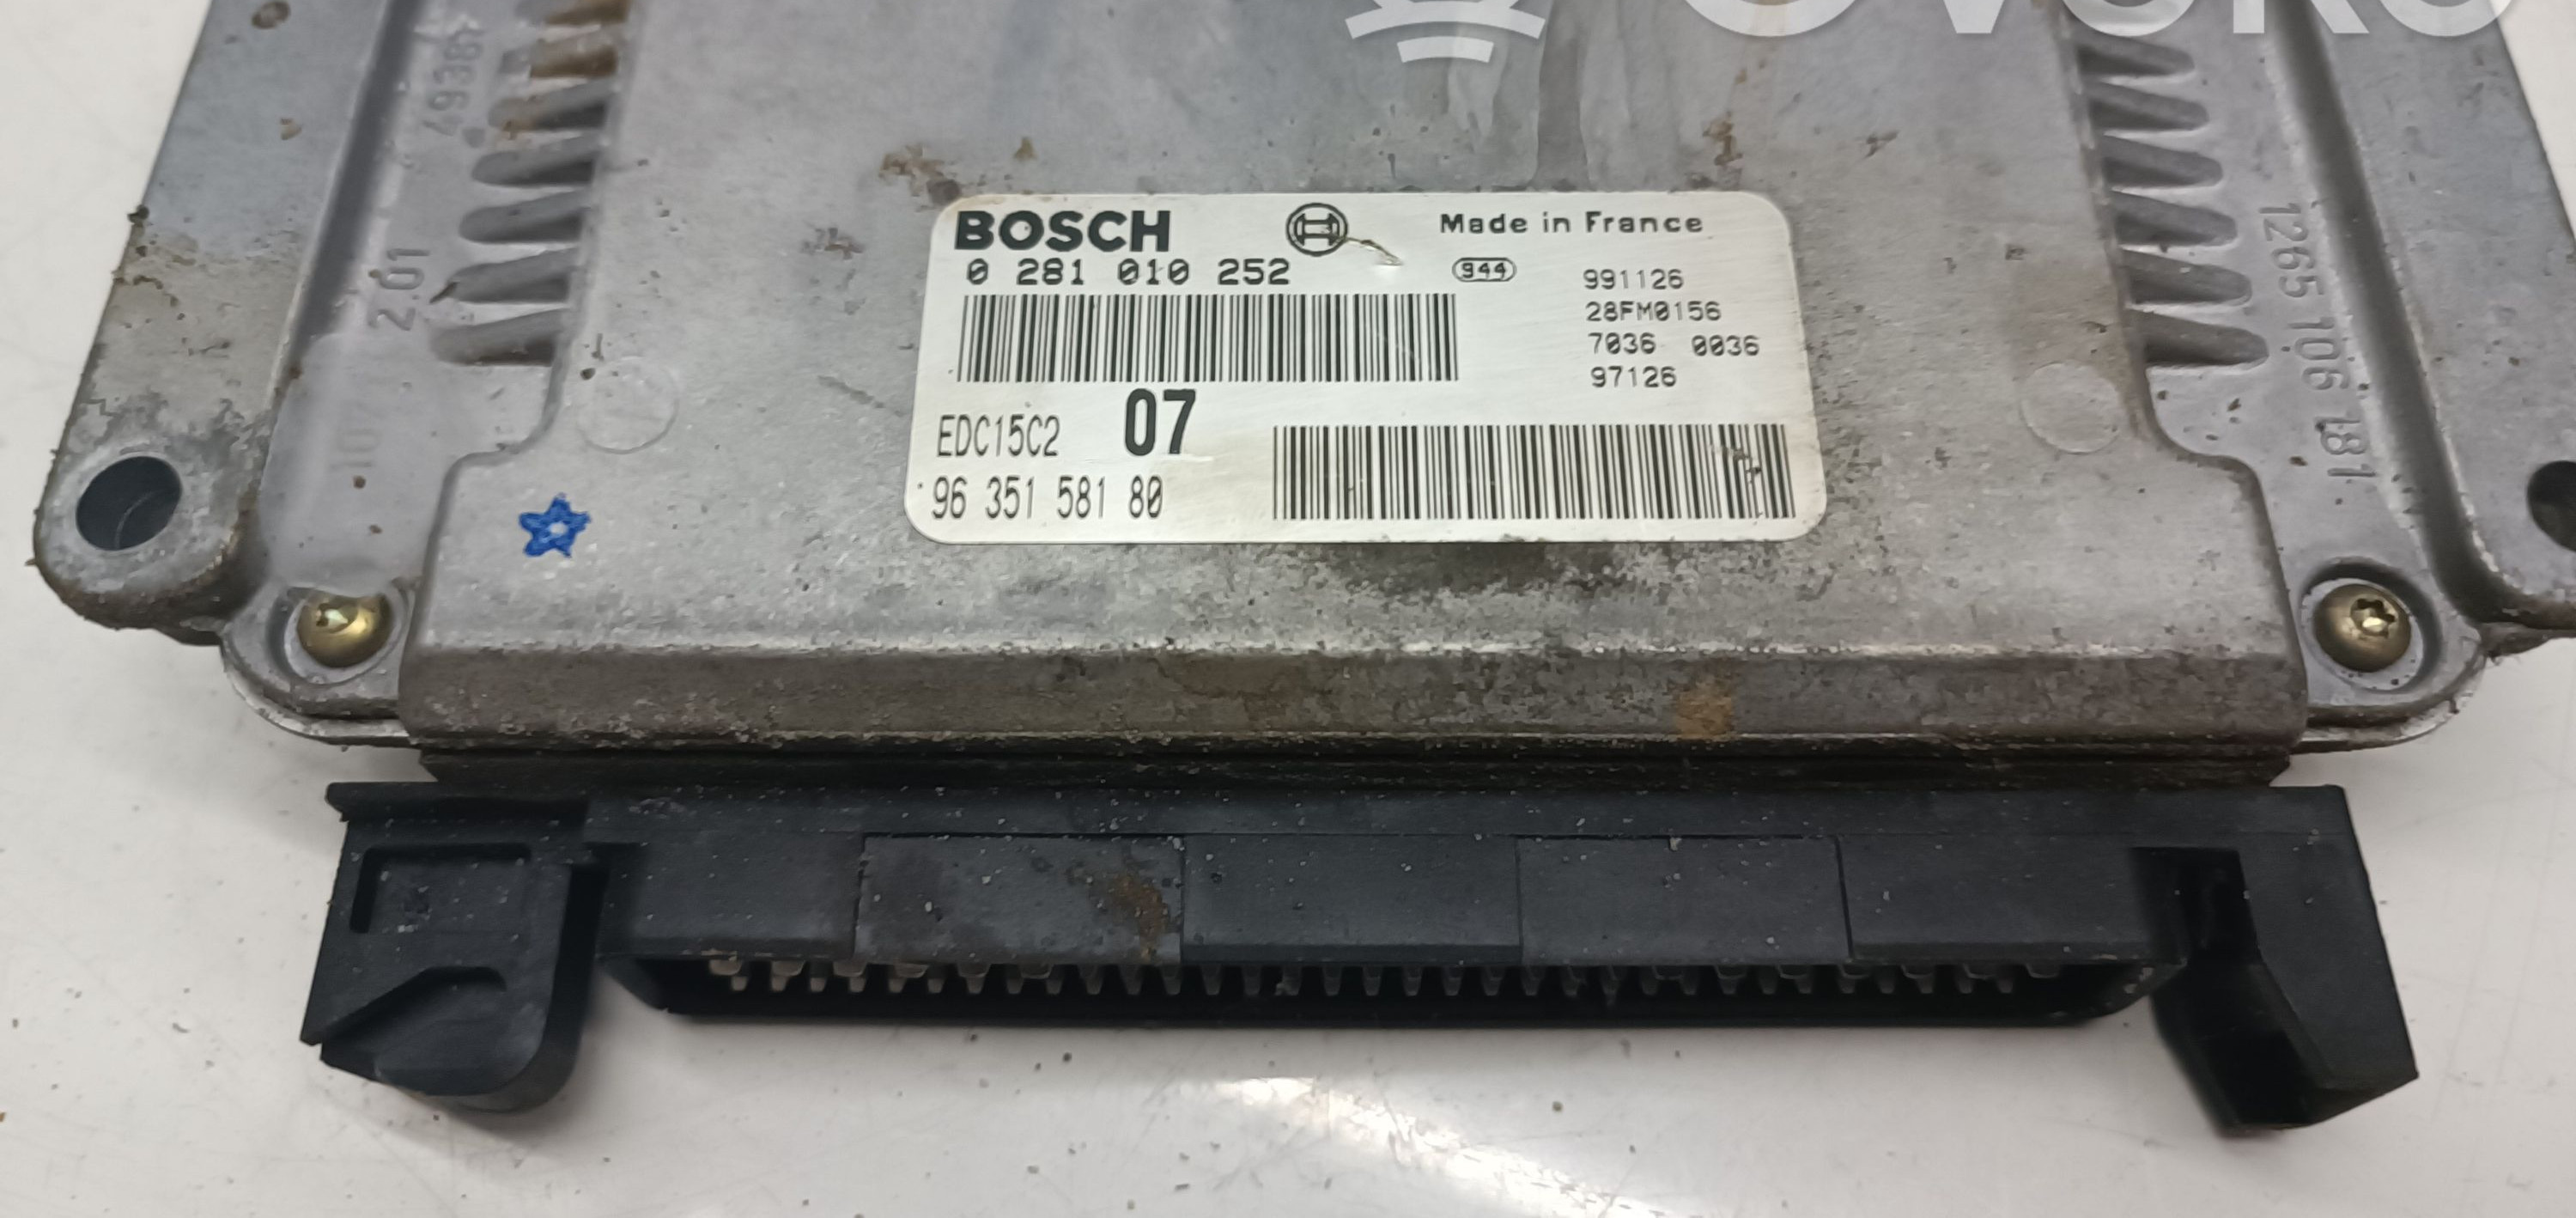 BOSCH
Made in France
0 281 010 252
944
991126
28FM0156
7036 0036
97126
EDC15C2 07
96 351 581 80
2.01
1265 106 181